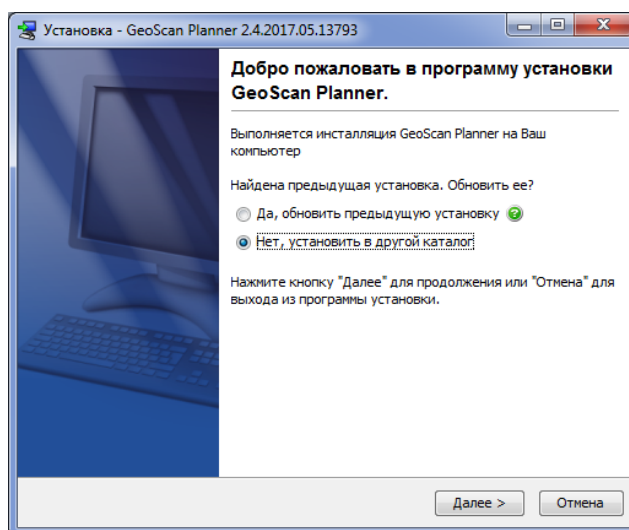 Установка - GeoScan Planner 2.4.2017.05.13793
Добро пожаловать в программу установки
GeoScan Planner.
Выполняется инсталляция GeoScan Planner на Ваш
компьютер
Найдена предыдущая установка. Обновить ее?
Да, обновить предыдущую установку
Нет, установить в другой каталог
Нажмите кнопку "Далее" для продолжения или "Отмена" для
выхода из программы установки.
Далее >
Отмена